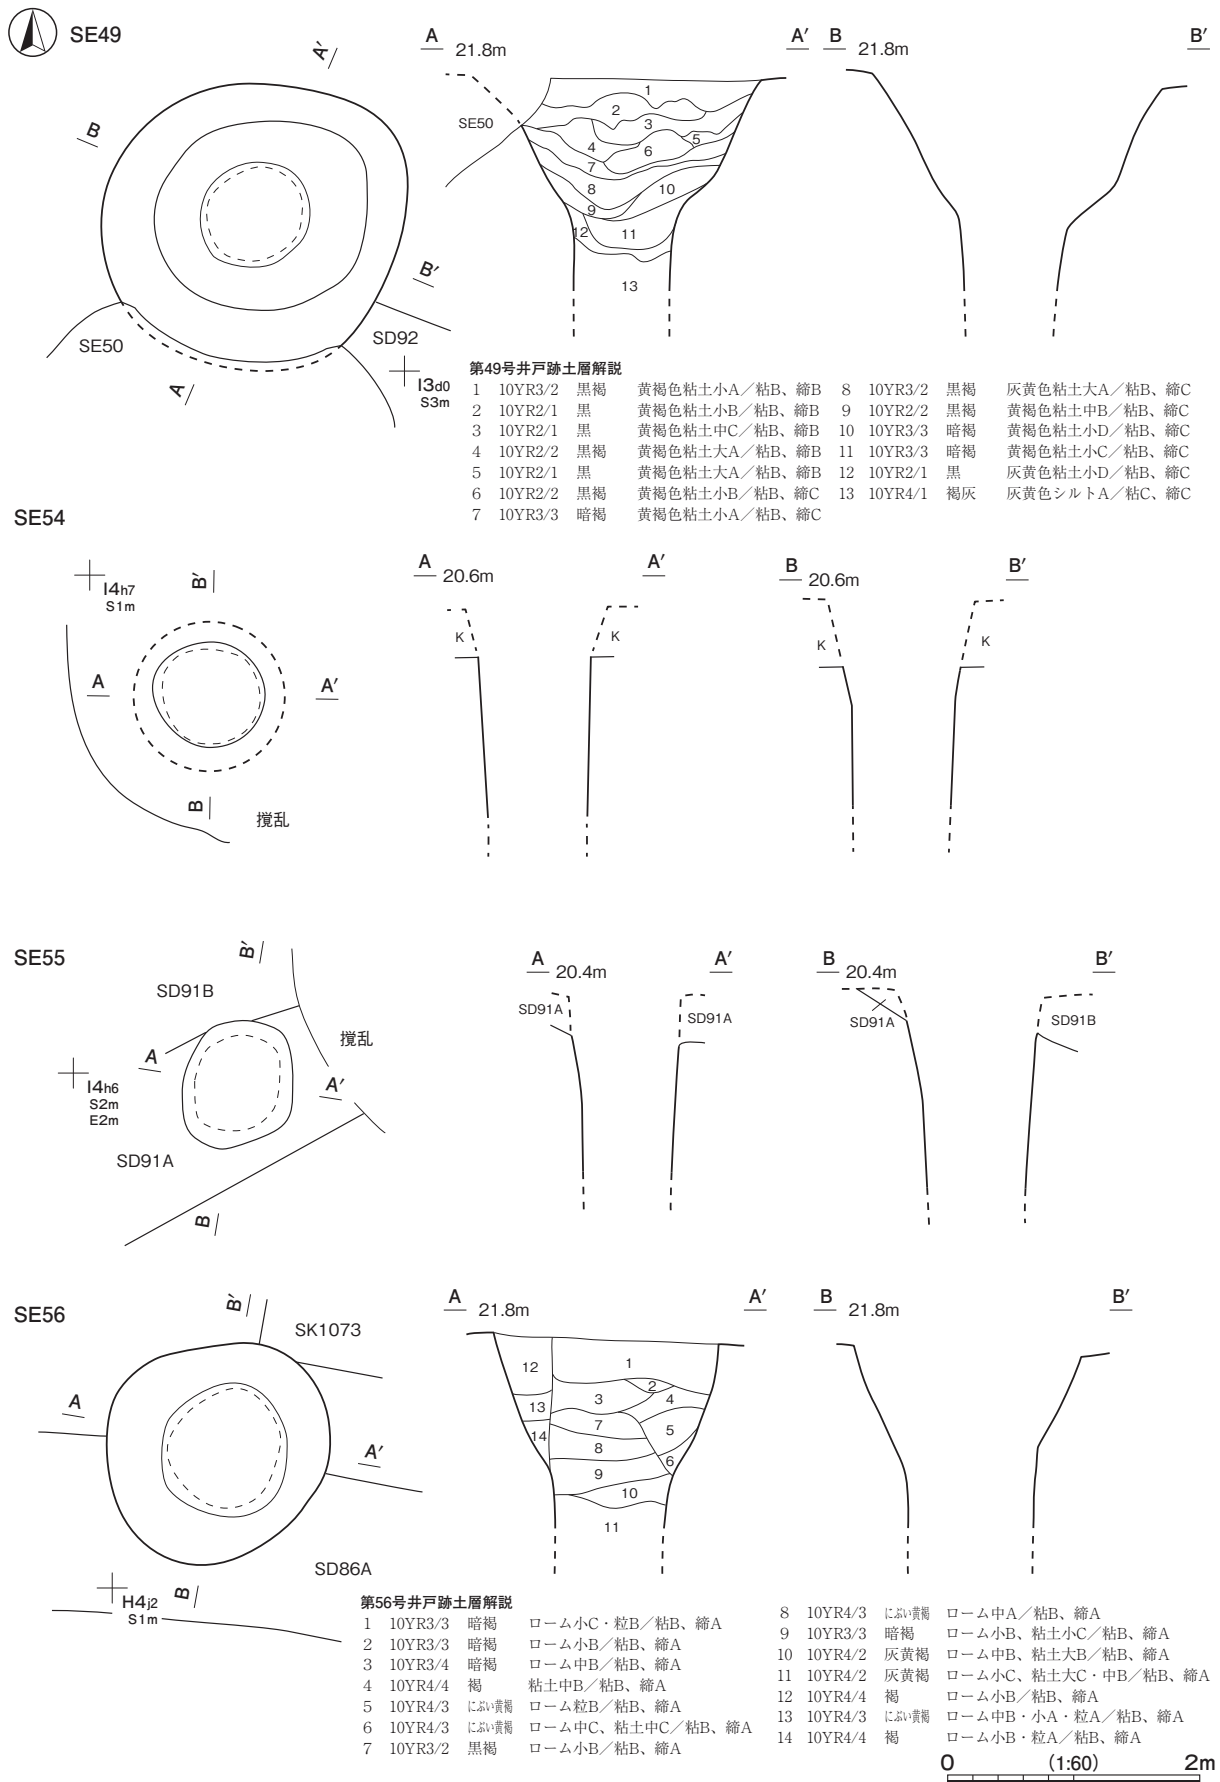 SE49
A'
B
B'
A
SE50
SD92
I3d0
S3m
A 21.8m A'
SE50
1
2
3
4
5
6
7
8
10
9
12
11
13
B 21.8m B'
第49号井戸跡土層解説
1 10YR3/2 黒褐 黄褐色粘土小A／粘B、締B
2 10YR2/1 黒 黄褐色粘土小B／粘B、締B
3 10YR2/1 黒 黄褐色粘土中C／粘B、締B
4 10YR2/2 黒褐 黄褐色粘土大A／粘B、締B
5 10YR2/1 黒 黄褐色粘土大A／粘B、締B
6 10YR2/2 黒褐 黄褐色粘土小B／粘B、締C
7 10YR3/3 暗褐 黄褐色粘土小A／粘B、締C
8 10YR3/2 黒褐 灰黄色粘土大A／粘B、締C
9 10YR2/2 黒褐 黄褐色粘土中B／粘B、締C
10 10YR3/3 暗褐 黄褐色粘土小D／粘B、締C
11 10YR3/3 暗褐 黄褐色粘土小C／粘B、締C
12 10YR2/1 黒 灰黄色粘土小D／粘B、締C
13 10YR4/1 褐灰 灰黄色シルトA／粘C、締C
SE54
I4h7
S1m
B'
A
A'
B
撹乱
A 20.6m A'
K
K
B 20.6m B'
K
K
SE55
B'
SD91B
撹乱
A
A'
I4h6
S2m
E2m
SD91A
B
A 20.4m A'
SD91A
SD91A
B 20.4m B'
SD91A
SD91B
SE56
B'
SK1073
A
A'
SD86A
H4j2
S1m
B
A 21.8m A'
12
1
2
13
3
4
14
7
5
8
6
9
10
11
B 21.8m B'
第56号井戸跡土層解説
1 10YR3/3 暗褐 ローム小C・粒B／粘B、締A
2 10YR3/3 暗褐 ローム小B／粘B、締A
3 10YR3/4 暗褐 ローム中B／粘B、締A
4 10YR4/4 褐 粘土中B／粘B、締A
5 10YR4/3 にぶい黄褐 ローム粒B／粘B、締A
6 10YR4/3 にぶい黄褐 ローム中C、粘土中C／粘B、締A
7 10YR3/2 黒褐 ローム小B／粘B、締A
8 10YR4/3 にぶい黄褐 ローム中A／粘B、締A
9 10YR3/3 暗褐 ローム小B、粘土小C／粘B、締A
10 10YR4/2 灰黄褐 ローム中B、粘土大B／粘B、締A
11 10YR4/2 灰黄褐 ローム小C、粘土大C・中B／粘B、締A
12 10YR4/4 褐 ローム小B／粘B、締A
13 10YR4/3 にぶい黄褐 ローム中B・小A・粒A／粘B、締A
14 10YR4/4 褐 ローム小B・粒A／粘B、締A
0 (1:60) 2m